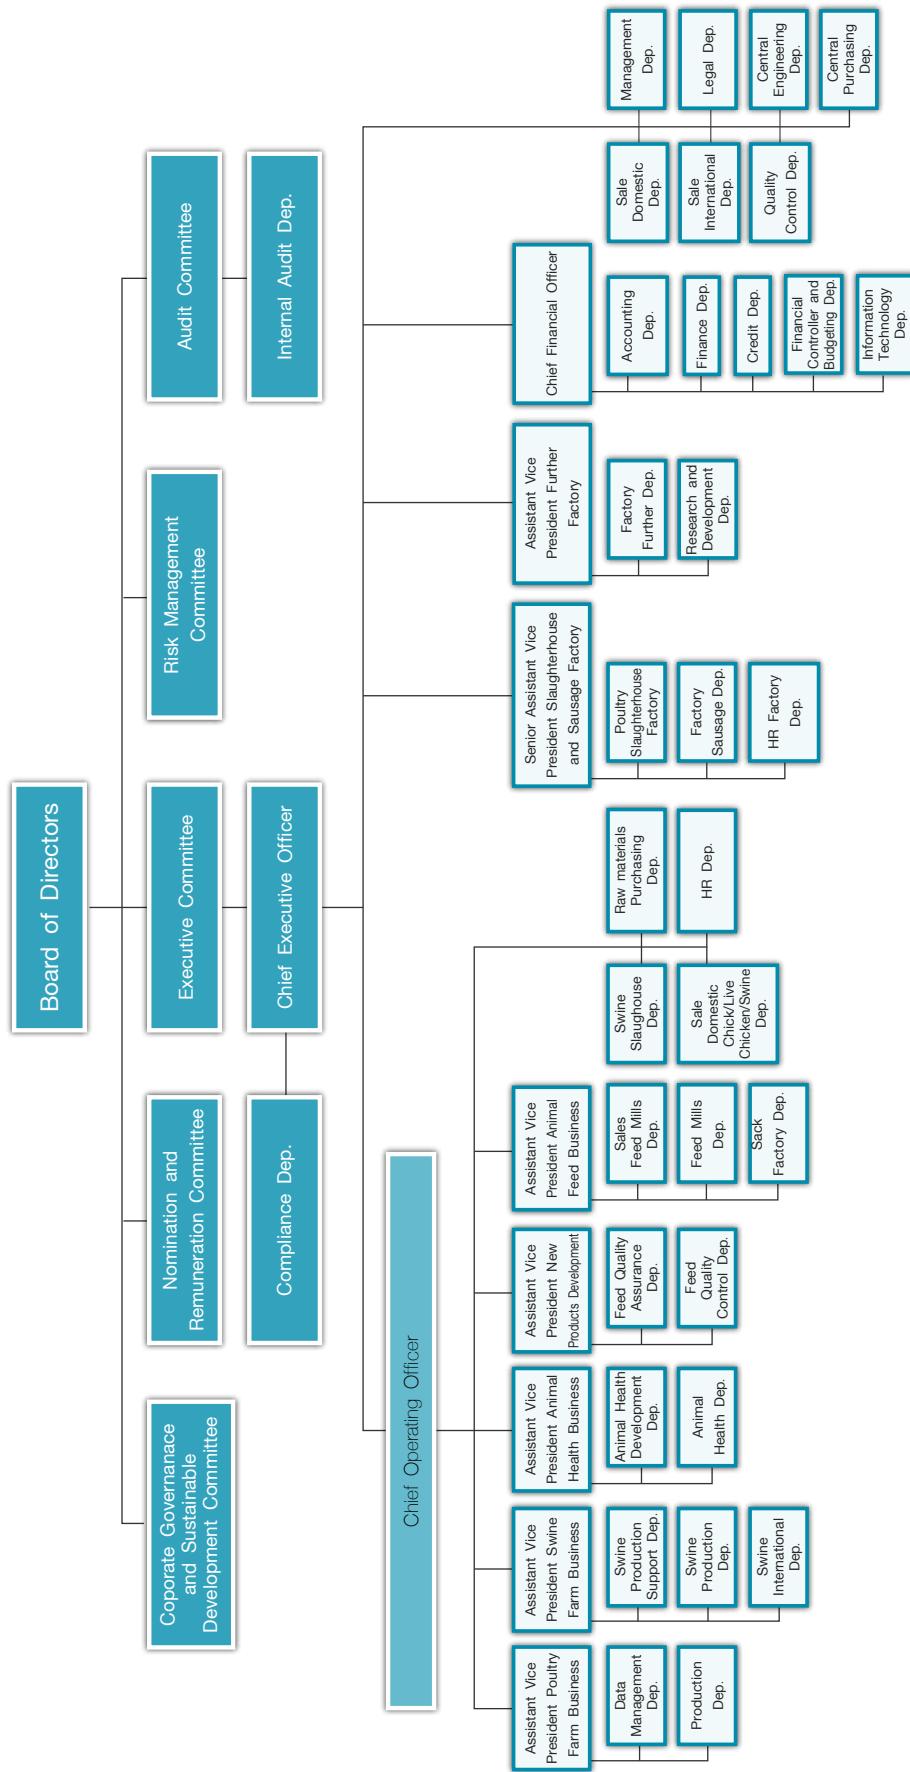 Board of Directors
Coporate Governanace
and Sustainable
Development Committee
Nomination and
Remuneration Committee
Executive Committee
Risk Management
Committee
Audit Committee
Compliance Dep.
Chief Executive Officer
Internal Audit Dep.
Chief Operating Officer
Assistant Vice
President Poultry
Farm Business
Data
Management
Dep.
Production
Dep.
Assistant Vice
President Swine
Farm Business
Swine
Production
Support Dep.
Swine
Production
Dep.
Swine
International
Dep.
Assistant Vice
President Animal
Health Business
Animal Health
Development
Dep.
Animal
Health Dep.
Assistant Vice
President New
Products Development
Feed Quality
Assurance
Dep.
Feed
Quality
Control Dep.
Assistant Vice
President Animal
Feed Business
Sales
Feed Mills
Dep.
Feed Mills
Dep.
Sack
Factory Dep.
Swine
Slaughouse
Dep.
Raw materials
Purchasing
Dep.
Sale
Domestic
Chick/Live
Chicken/Swine
Dep.
HR Dep.
Senior Assistant Vice
President Slaughterhouse
and Sausage Factory
Poultry
Slaughterhouse
Factory
Factory
Sausage Dep.
HR Factory
Dep.
Assistant Vice
President Further
Factory
Factory
Further Dep.
Research and
Development
Dep.
Chief Financial Officer
Accounting
Dep.
Finance Dep.
Credit Dep.
Financial
Controller and
Budgeting Dep.
Information
Technology
Dep.
Sale
Domestic
Dep.
Management
Dep.
Sale
International
Dep.
Legal Dep.
Quality
Control Dep.
Central
Engineering
Dep.
Central
Purchasing
Dep.